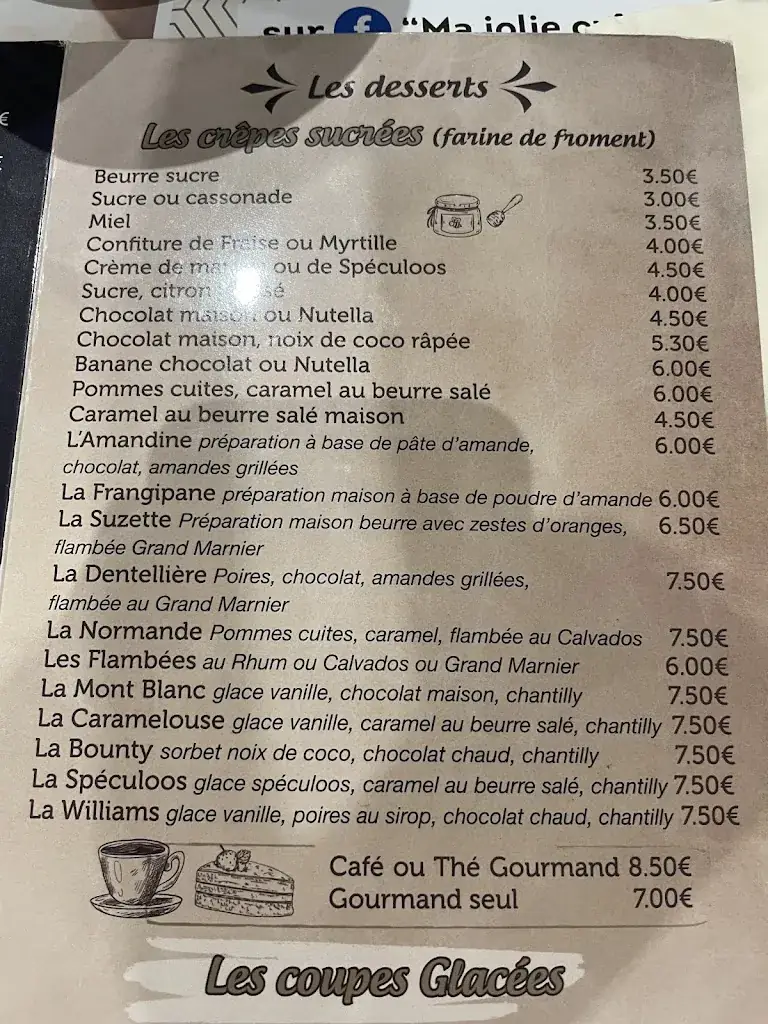 sur f "Ma jolie
€
Les desserts
Les crêpes sucrées (farine de froment)
Beurre sucre 3.50€
Sucre ou cassonade 3.00€
Miel 3.50€
Confiture de Fraise ou Myrtille 4.00€
Crème de ou de Spéculoos 4.50€
Sucre, citron 4.00€
Chocolat maison ou Nutella 4.50€
Chocolat maison, noix de coco râpée 5.30€
Banane chocolat ou Nutella 6.00€
Pommes cuites, caramel au beurre salé 6.00€
Caramel au beurre salé maison 4.50€
L'Amandine préparation à base de pâte d'amande, 6.00€
chocolat, amandes grillées
La Frangipane préparation maison à base de poudre d'amande 6.00€
La Suzette Préparation maison beurre avec zestes d'oranges, 6.50€
flambée Grand Marnier
La Dentellière Poires, chocolat, amandes grillées, 7.50€
flambée au Grand Marnier
La Normande Pommes cuites, caramel, flambée au Calvados 7.50€
Les Flambées au Rhum ou Calvados ou Grand Marnier 6.00€
La Mont Blanc glace vanille, chocolat maison, chantilly 7.50€
La Caramelouse glace vanille, caramel au beurre salé, chantilly 7.50€
La Bounty sorbet noix de coco, chocolat chaud, chantilly 7.50€
La Spéculoos glace spéculoos, caramel au beurre salé, chantilly 7.50€
La Williams glace vanille, poires au sirop, chocolat chaud, chantilly 7.50€
Café ou Thé Gourmand 8.50€
Gourmand seul 7.00€
Les coupes Glacées